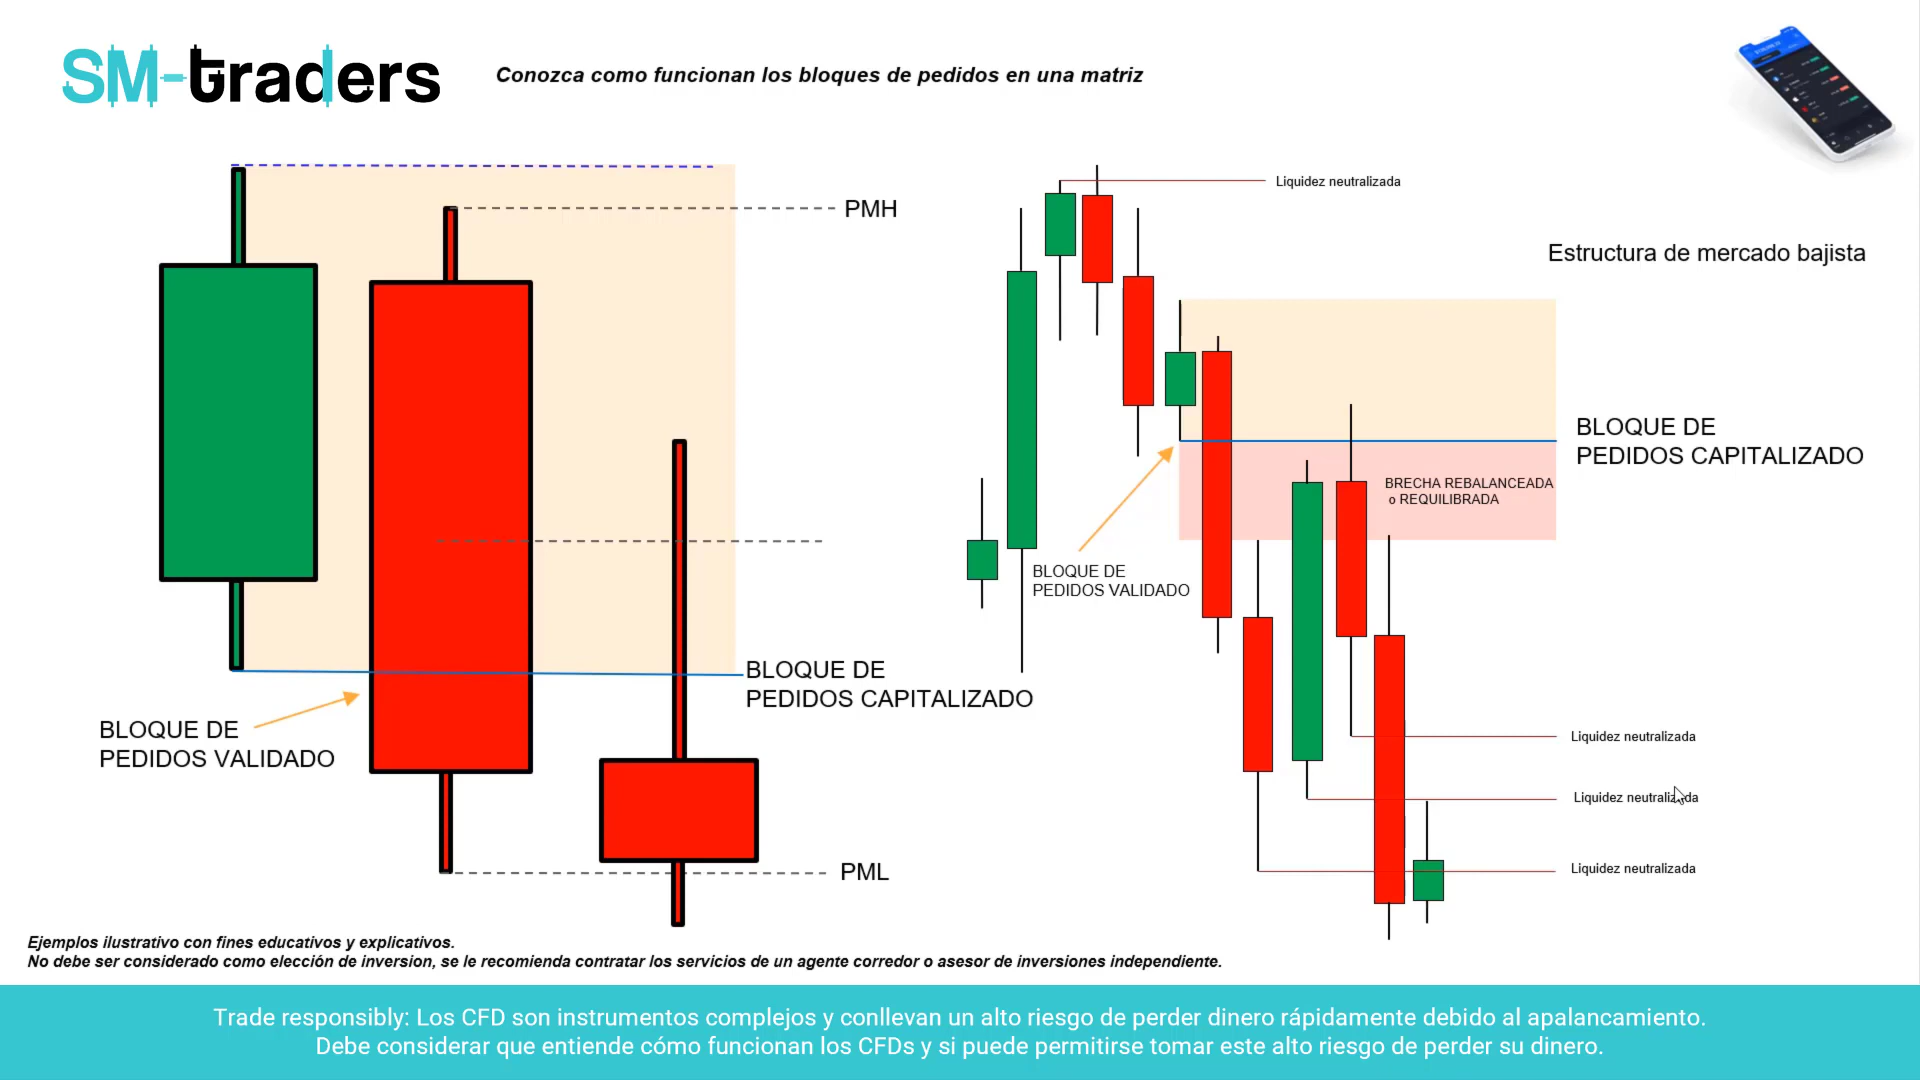 SM-traders
Conozca como funcionan los bloques de pedidos en una matriz
PMH
Liquidez neutralizada
Estructura de mercado bajista
BLOQUE DE
PEDIDOS CAPITALIZADO
BRECHA REBALANCEADA
o REQUILIBRADA
BLOQUE DE
PEDIDOS VALIDADO
BLOQUE DE
PEDIDOS CAPITALIZADO
BLOQUE DE
PEDIDOS VALIDADO
Liquidez neutralizada
Liquidez neutralizada
Liquidez neutralizada
PML
Ejemplos ilustrativo con fines educativos y explicativos.
No debe ser considerado como elección de inversion, se le recomienda contratar los servicios de un agente corredor o asesor de inversiones independiente.
Trade responsibly: Los CFD son instrumentos complejos y conllevan un alto riesgo de perder dinero rápidamente debido al apalancamiento.
Debe considerar que entiende cómo funcionan los CFDs y si puede permitirse tomar este alto riesgo de perder su dinero.